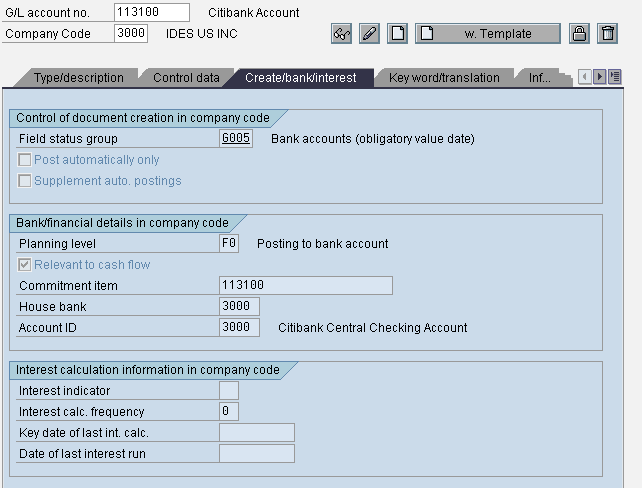 G/L account no. 113100 Citibank Account
Company Code 3000 IDES US INC
w. Template
Type/description Control data Create/bank/interest Key word/translation Inf...
Control of document creation in company code
Field status group G005 Bank accounts (obligatory value date)
Post automatically only
Supplement auto. postings
Bank/financial details in company code
Planning level F0 Posting to bank account
Relevant to cash flow
Commitment item 113100
House bank 3000
Account ID 3000 Citibank Central Checking Account
Interest calculation information in company code
Interest indicator
Interest calc. frequency 0
Key date of last int. calc.
Date of last interest run